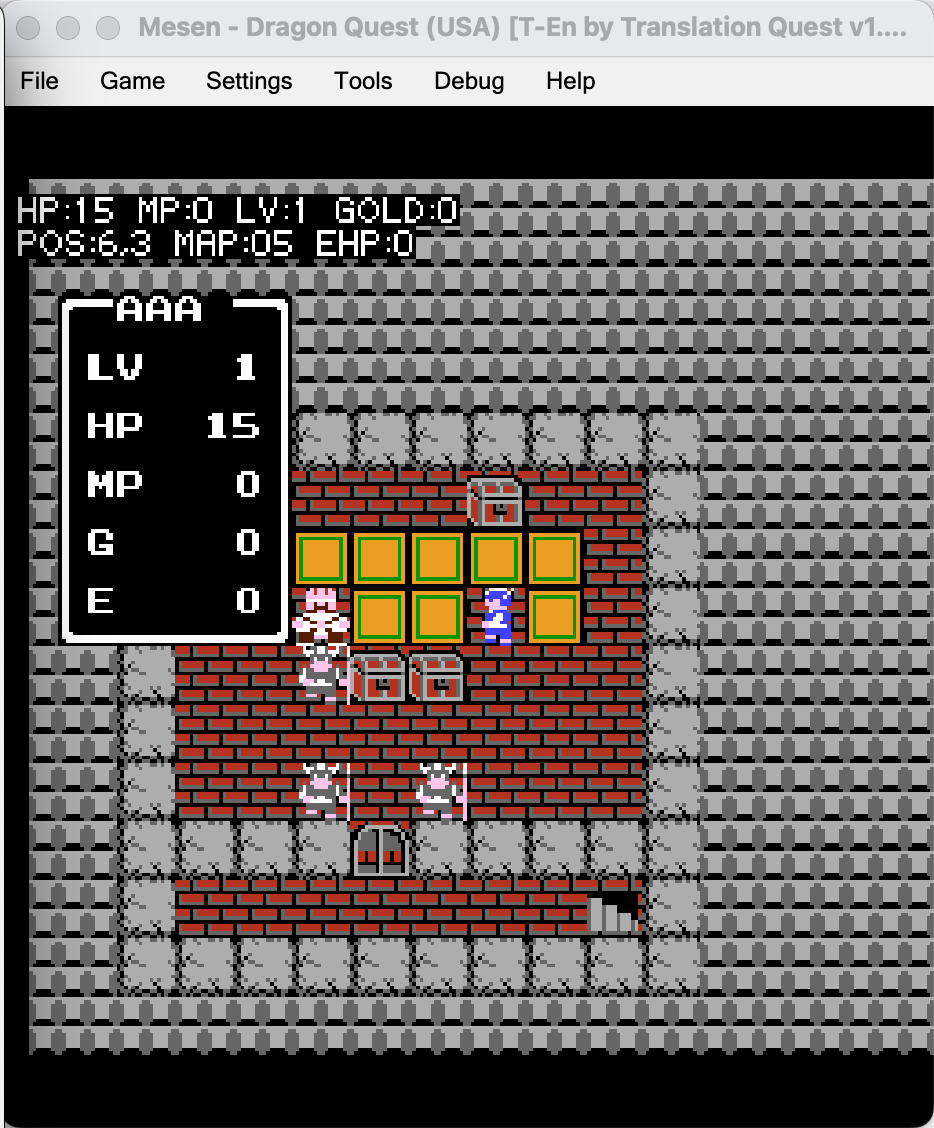 Mesen - Dragon Quest (USA) [T-En by Translation Quest v1....
File Game Settings Tools Debug Help
HP:15 MP:0 LV:1 GOLD:0
POS:6,3 MAP:05 EHP:0
AAA
LV 1
HP 15
MP 0
G 0
E 0